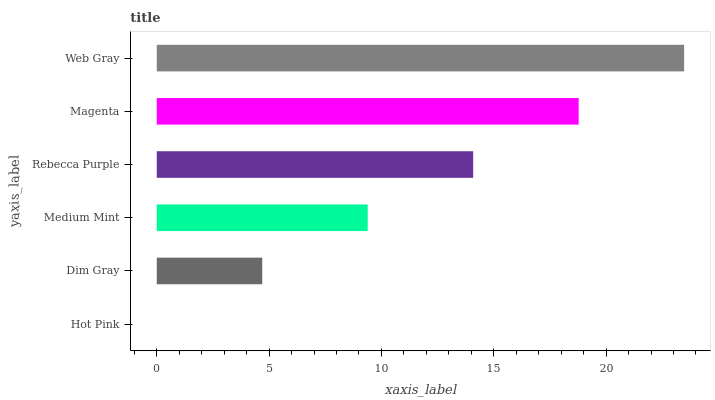 title
Web Gray
Magenta
Rebecca Purple
Medium Mint
Dim Gray
Hot Pink
yaxis_label
0 5 10 15 20
xaxis_label